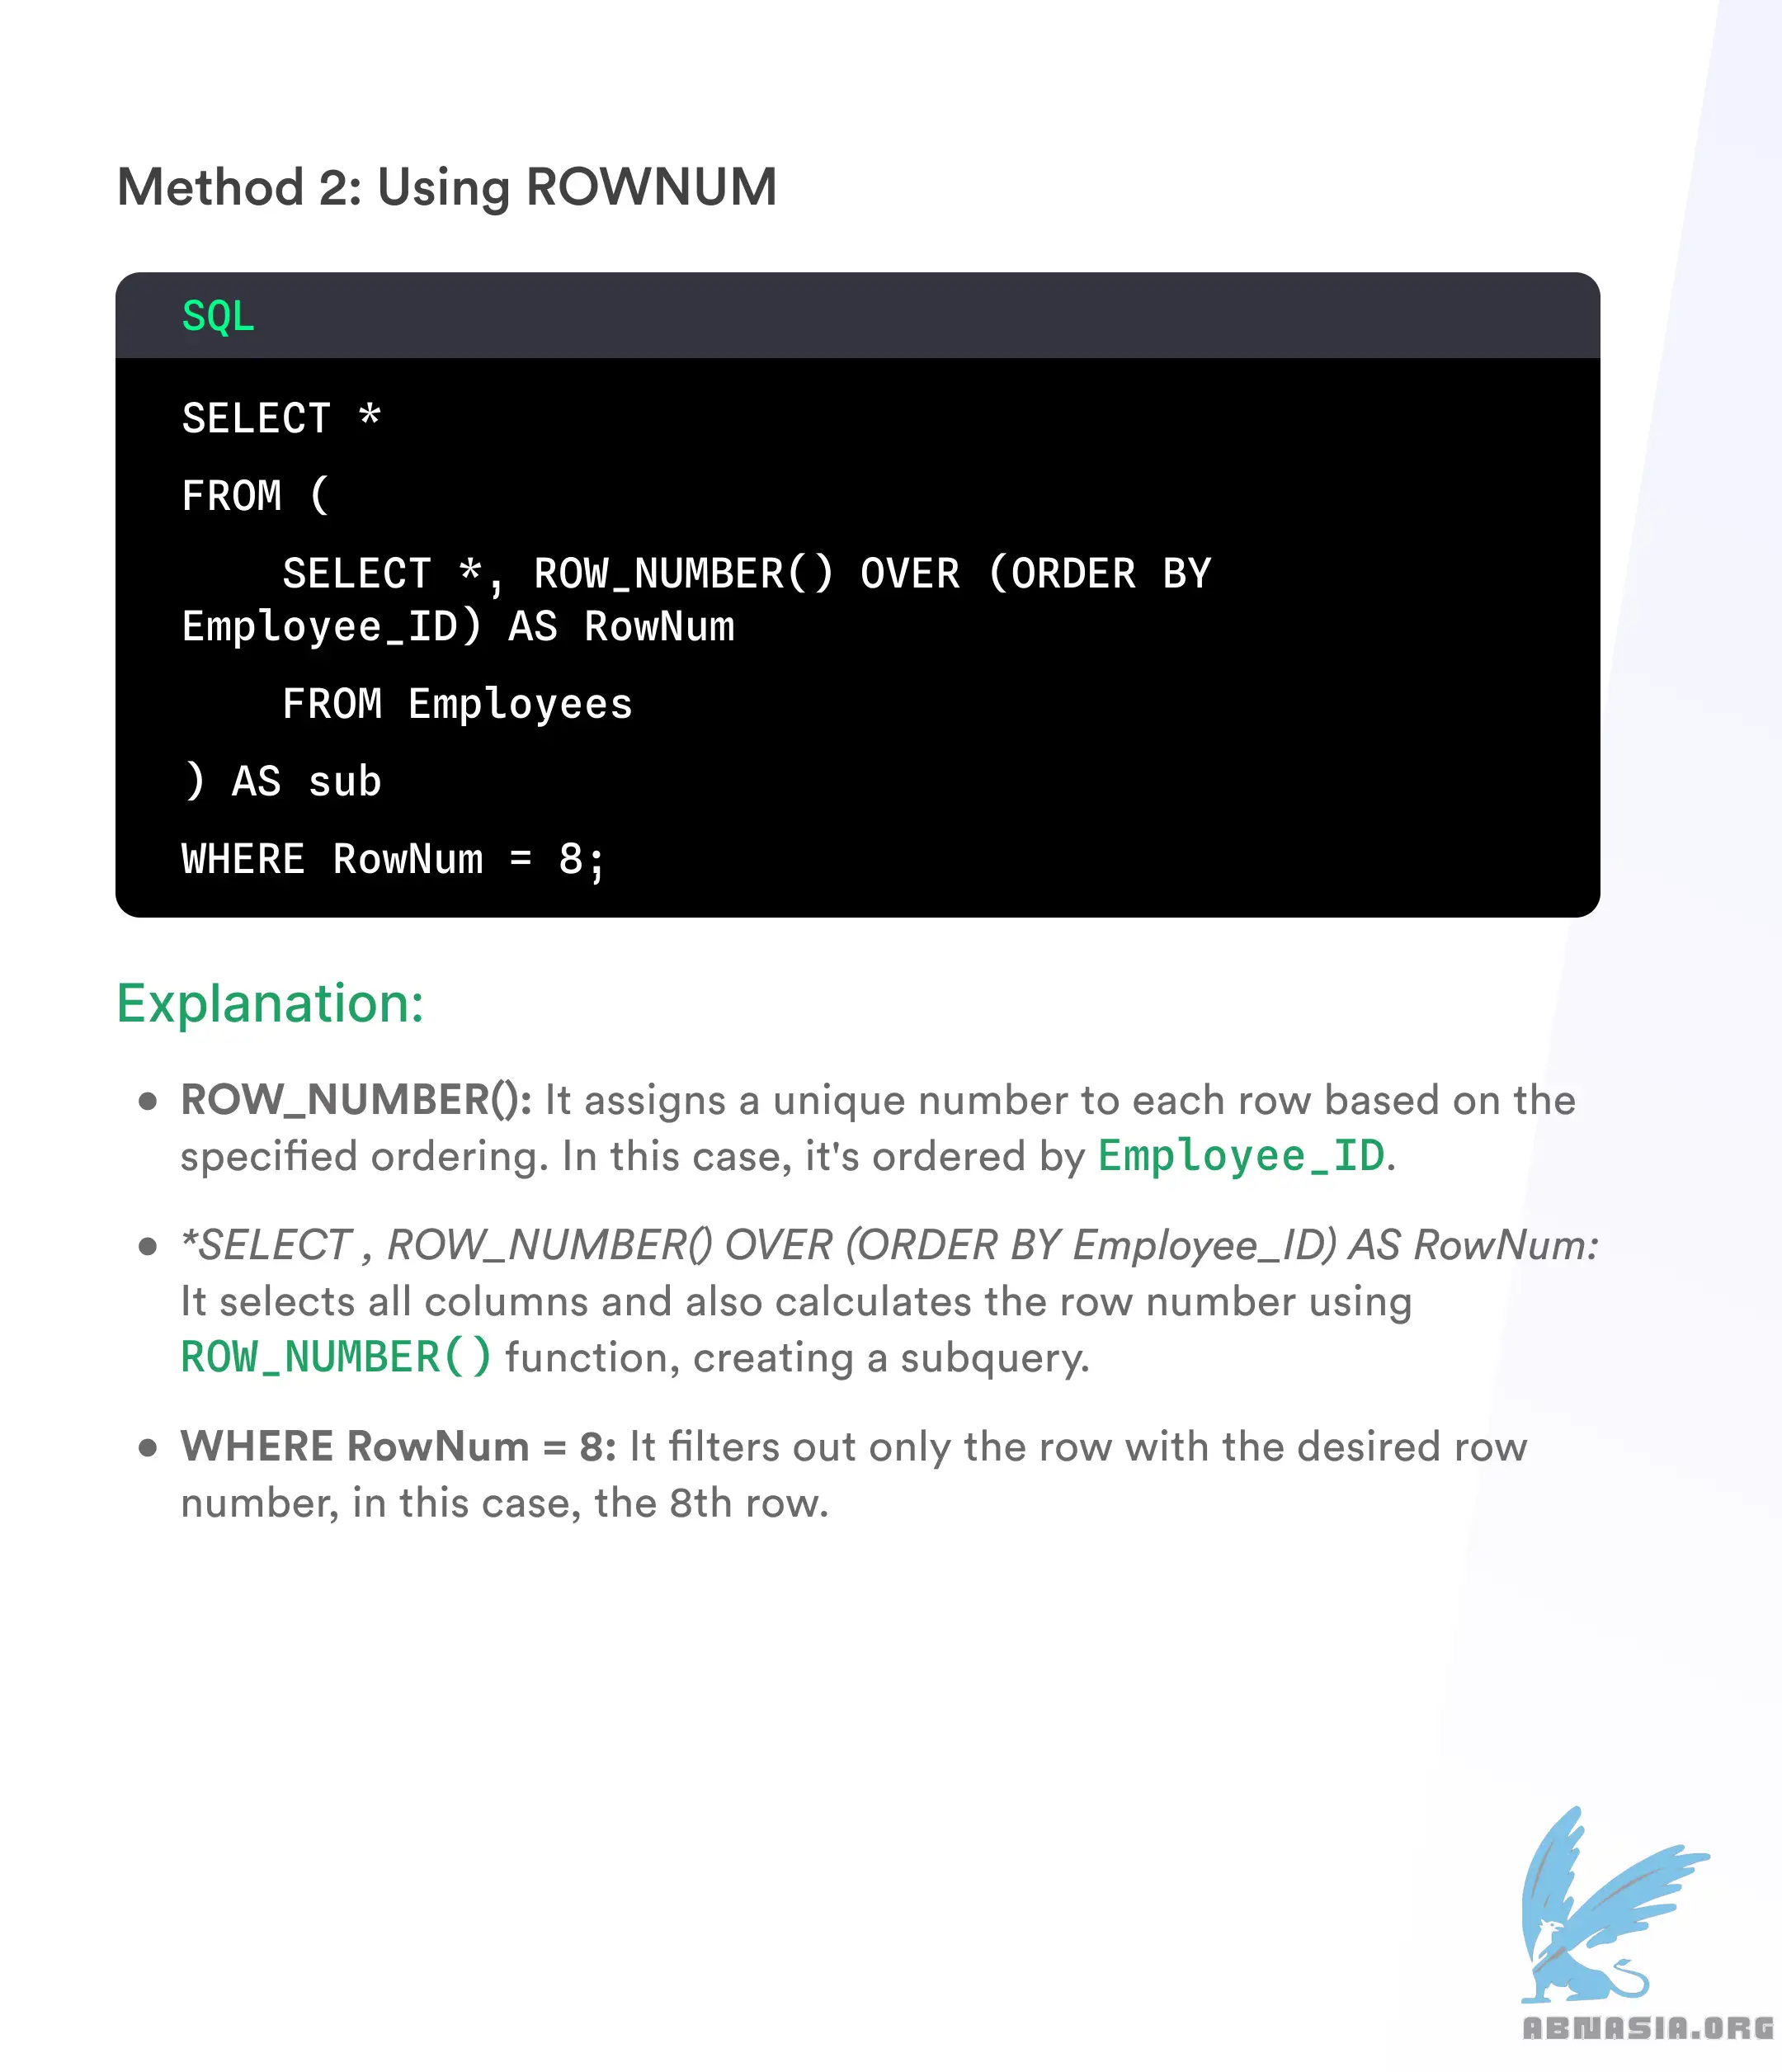 Method 2: Using ROWNUM
SQL
SELECT *
FROM (
    SELECT *, ROW_NUMBER() OVER (ORDER BY
Employee_ID) AS RowNum
    FROM Employees
) AS sub
WHERE RowNum = 8;
Explanation:
● ROW_NUMBER(): It assigns a unique number to each row based on the
specified ordering. In this case, it's ordered by Employee_ID.
● *SELECT , ROW_NUMBER() OVER (ORDER BY Employee_ID) AS RowNum:
It selects all columns and also calculates the row number using
ROW_NUMBER() function, creating a subquery.
● WHERE RowNum = 8: It filters out only the row with the desired row
number, in this case, the 8th row.
ABNASIA.ORG